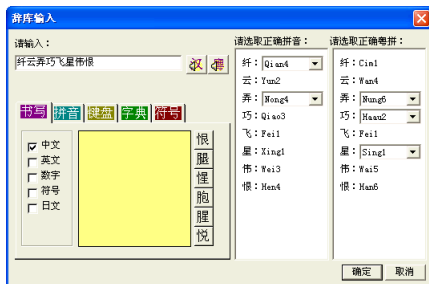 辞库输入
请输入：
纤云弄巧飞星伟恨
汉
书写 拼音 键盘 字典 符号
中文
英文
数字
符号
日文
恨
腽
惺
胞
腥
悦
请选取正确拼音：
纤：Qian4
云：Yun2
弄：Nong4
巧：Qiao3
飞：Fei1
星：Xing1
伟：Wei3
恨：Hen4
请选取正确粤拼：
纤：Cim1
云：Wan4
弄：Nung6
巧：Haau2
飞：Fei1
星：Sing1
伟：Wai5
恨：Han6
确定 取消